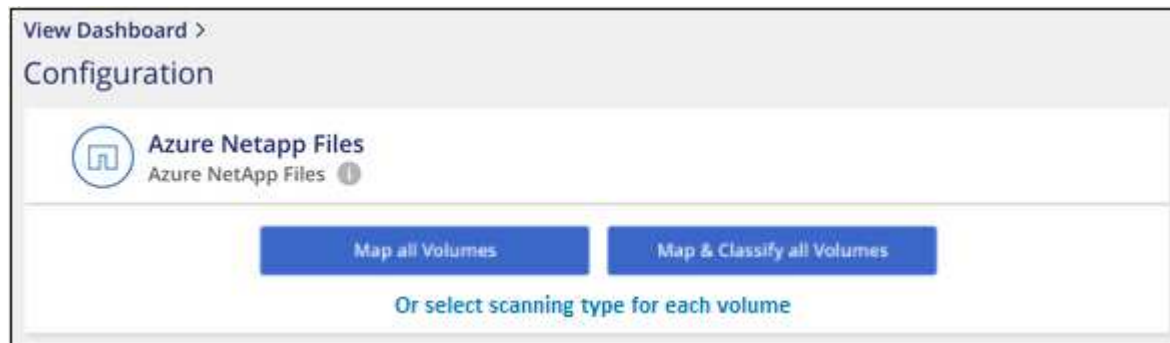 View Dashboard >
Configuration
Azure Netapp Files
Azure NetApp Files i
Map all Volumes
Map & Classify all Volumes
Or select scanning type for each volume